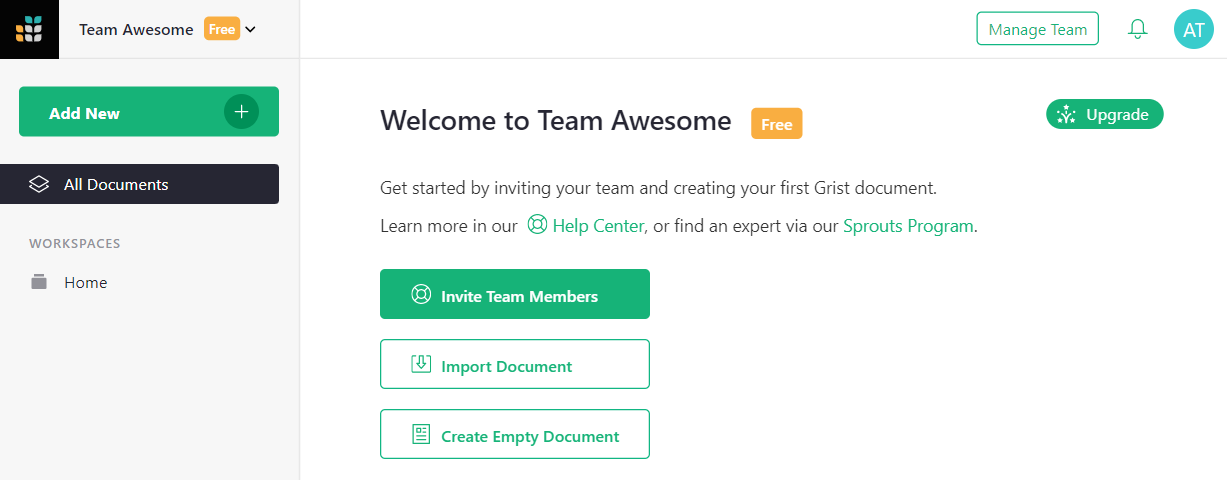 Team Awesome Free
Manage Team
AT
Add New
All Documents
WORKSPACES
Home
Welcome to Team Awesome Free
Upgrade
Get started by inviting your team and creating your first Grist document.
Learn more in our Help Center, or find an expert via our Sprouts Program.
Invite Team Members
Import Document
Create Empty Document